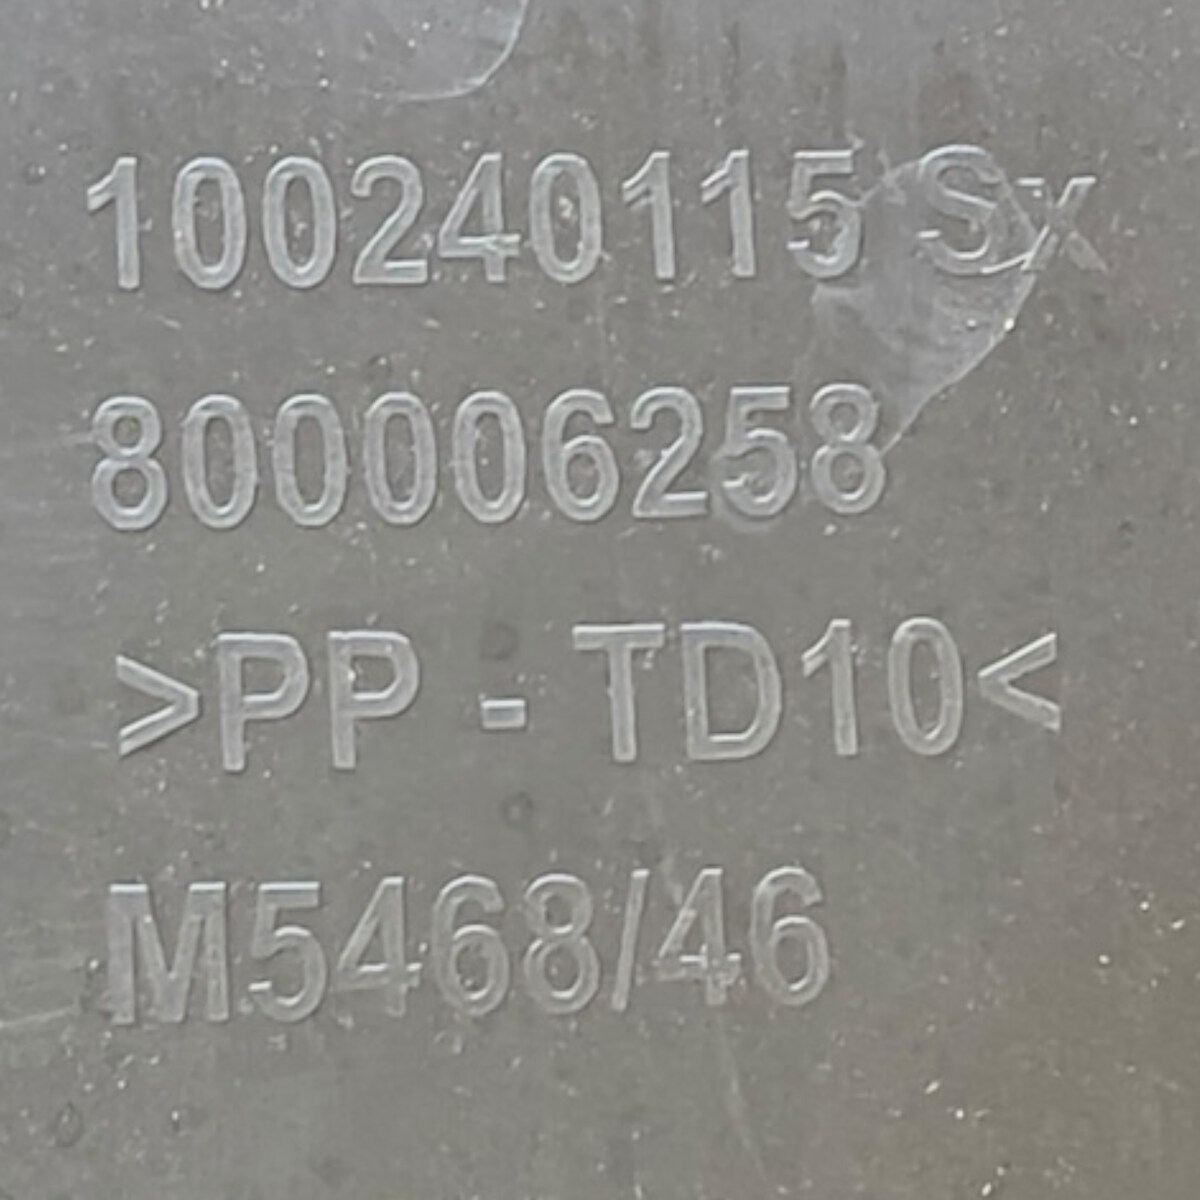 100240115 Sx
800006258
>PP - TD10<
M5468/46